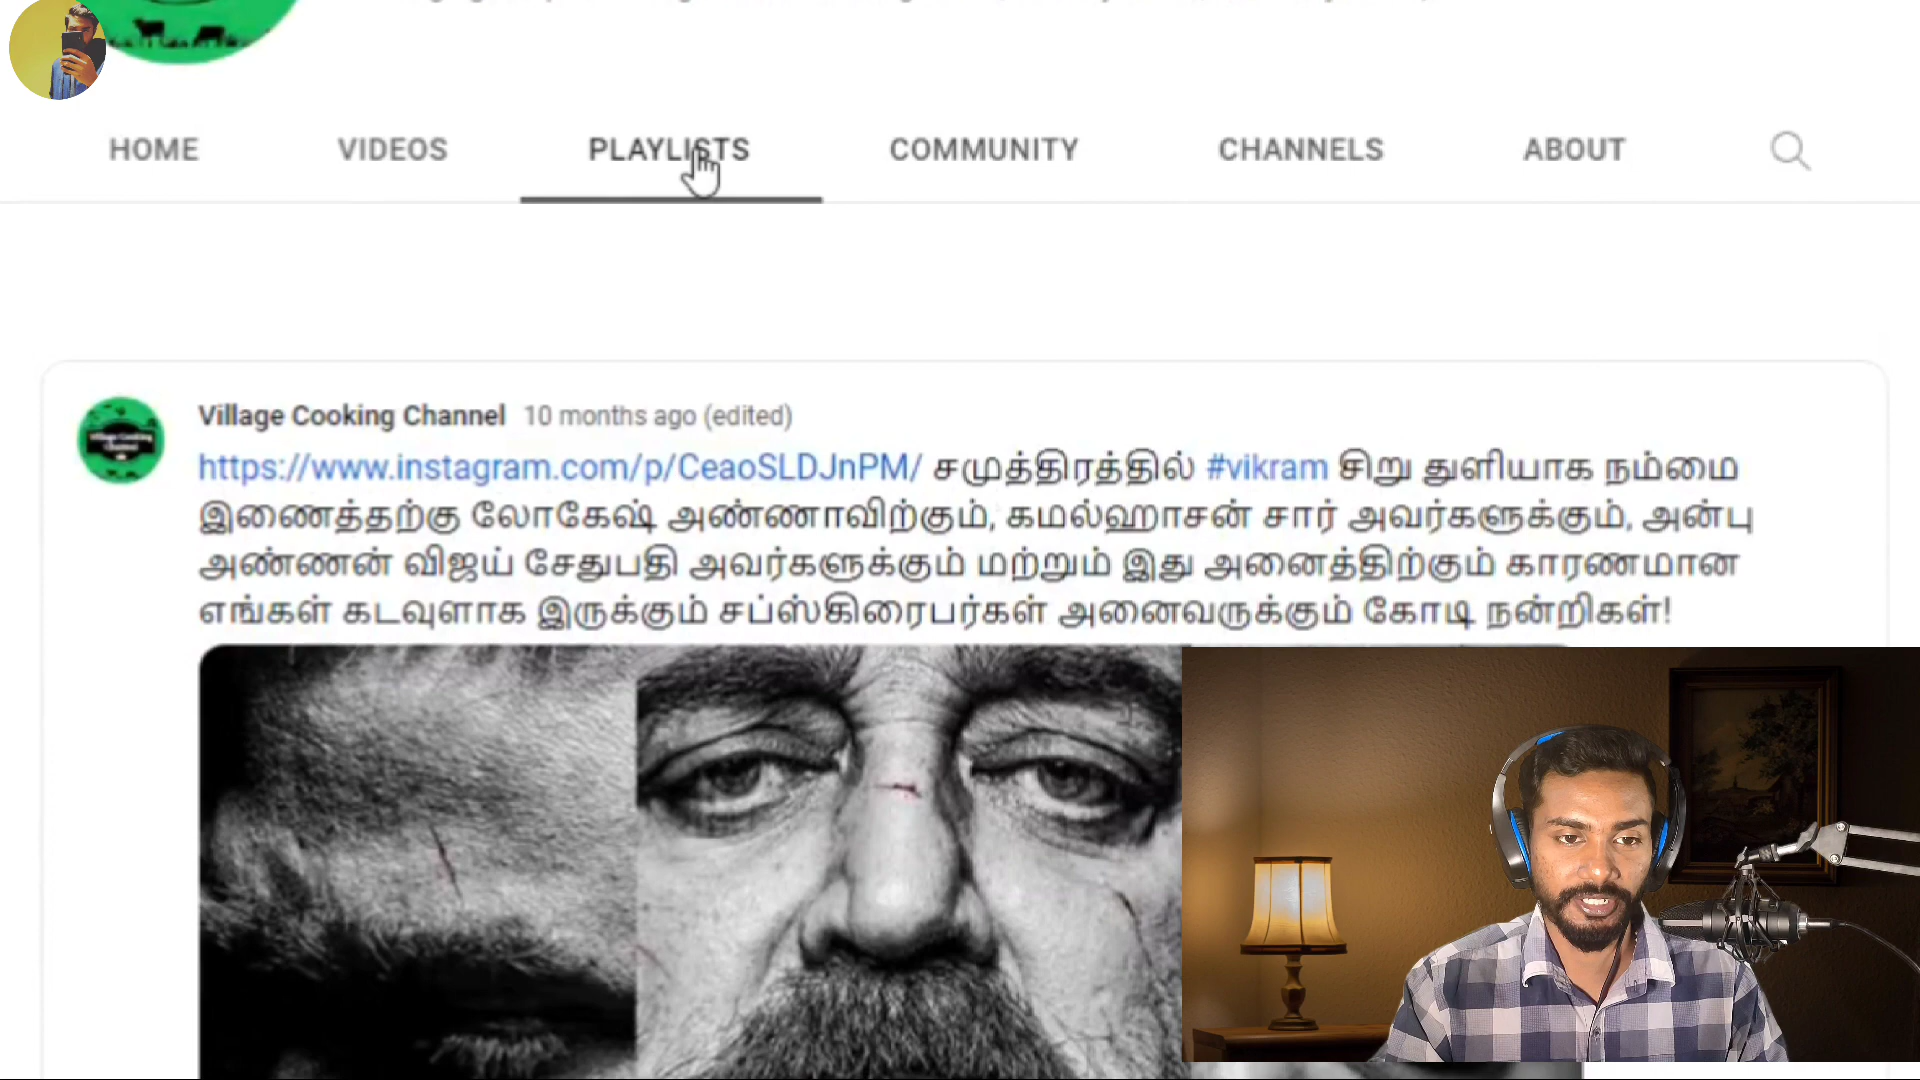 HOME VIDEOS PLAYLISTS COMMUNITY CHANNELS ABOUT
Village Cooking Channel 10 months ago (edited)
https://www.instagram.com/p/CeaoSLDJnPM/ சமுத்திரத்தில் #vikram சிறு துளியாக நம்மை
இணைத்தற்கு லோகேஷ் அண்ணாவிற்கும், கமல்ஹாசன் சார் அவர்களுக்கும், அன்பு
அண்ணன் விஜய் சேதுபதி அவர்களுக்கும் மற்றும் இது அனைத்திற்கும் காரணமான
எங்கள் கடவுளாக இருக்கும் சப்ஸ்கிரைபர்கள் அனைவருக்கும் கோடி நன்றிகள்!